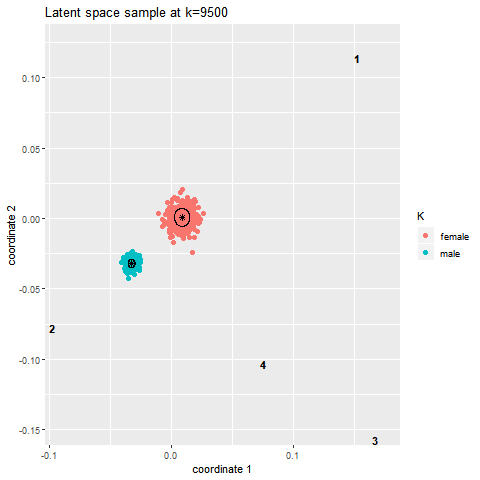 Latent space sample at k=9500
1
0.10
0.05
coordinate 2
0.00
K
female
male
-0.05
2
-0.10
4
-0.15
3
-0.1
0.0
0.1
coordinate 1